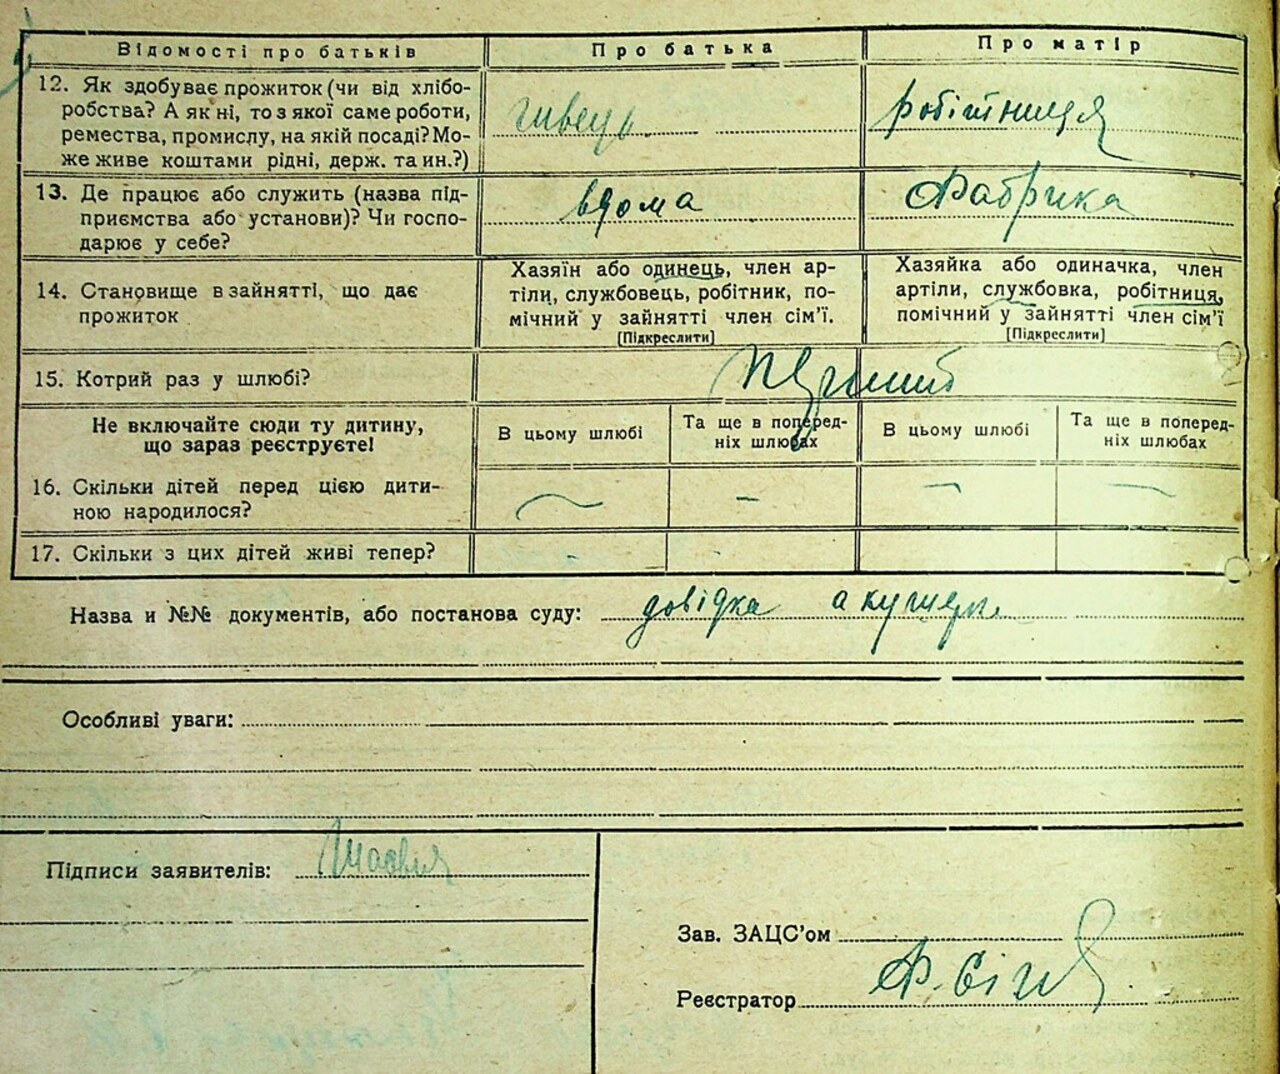 Відомості про батьків
Про батька
Про матір
12. Як здобуває прожиток (чи від хлібо-
робства? А як ні, то з якої саме роботи,
ремества, промислу, на якій посаді? Мо-
же живе коштами рідні, держ. та ин.?)
швець
робітниця
13. Де працює або служить (назва під-
приємства або установи)? Чи госпо-
дарює у себе?
вдома
Фабрика
14. Становище в зайнятті, що дає
прожиток
Хазяїн або одинець, член ар-
тіли, службовець, робітник, по-
мічний у зайнятті член сім’ї.
[Підкреслити]
Хазяйка або одиначка, член
артіли, службовка, робітниця,
помічний у зайнятті член сім’ї
[Підкреслити]
15. Котрий раз у шлюбі?
Не включайте сюди ту дитину,
що зараз реєструєте!
В цьому шлюбі
Та ще в поперед-
ніх шлюбах
В цьому шлюбі
Та ще в поперед-
ніх шлюбах
16. Скільки дітей перед цією дити-
ною народилося?
— — — —
17. Скільки з цих дітей живі тепер?
Назва и №№ документів, або постанова суду: довідка акушера
Особливі уваги:
Підписи заявителів:
Зав. ЗАЦС’ом
Реєстратор